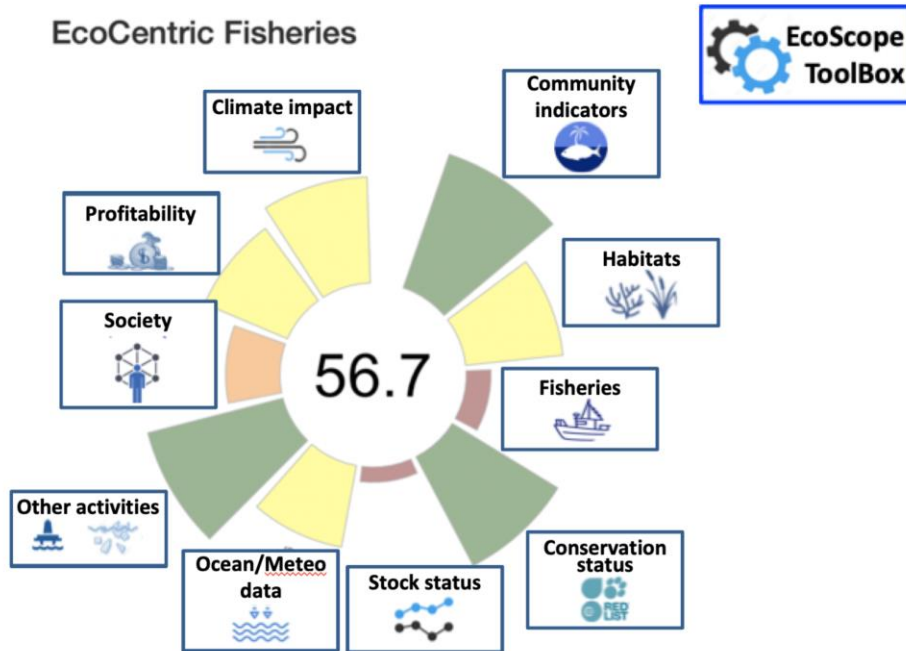 EcoCentric Fisheries
EcoScope
ToolBox
Climate impact
Community
indicators
Profitability
Habitats
Society
56.7
Fisheries
Other activities
Ocean/Meteo
data
Stock status
Conservation
status
RED
LIST